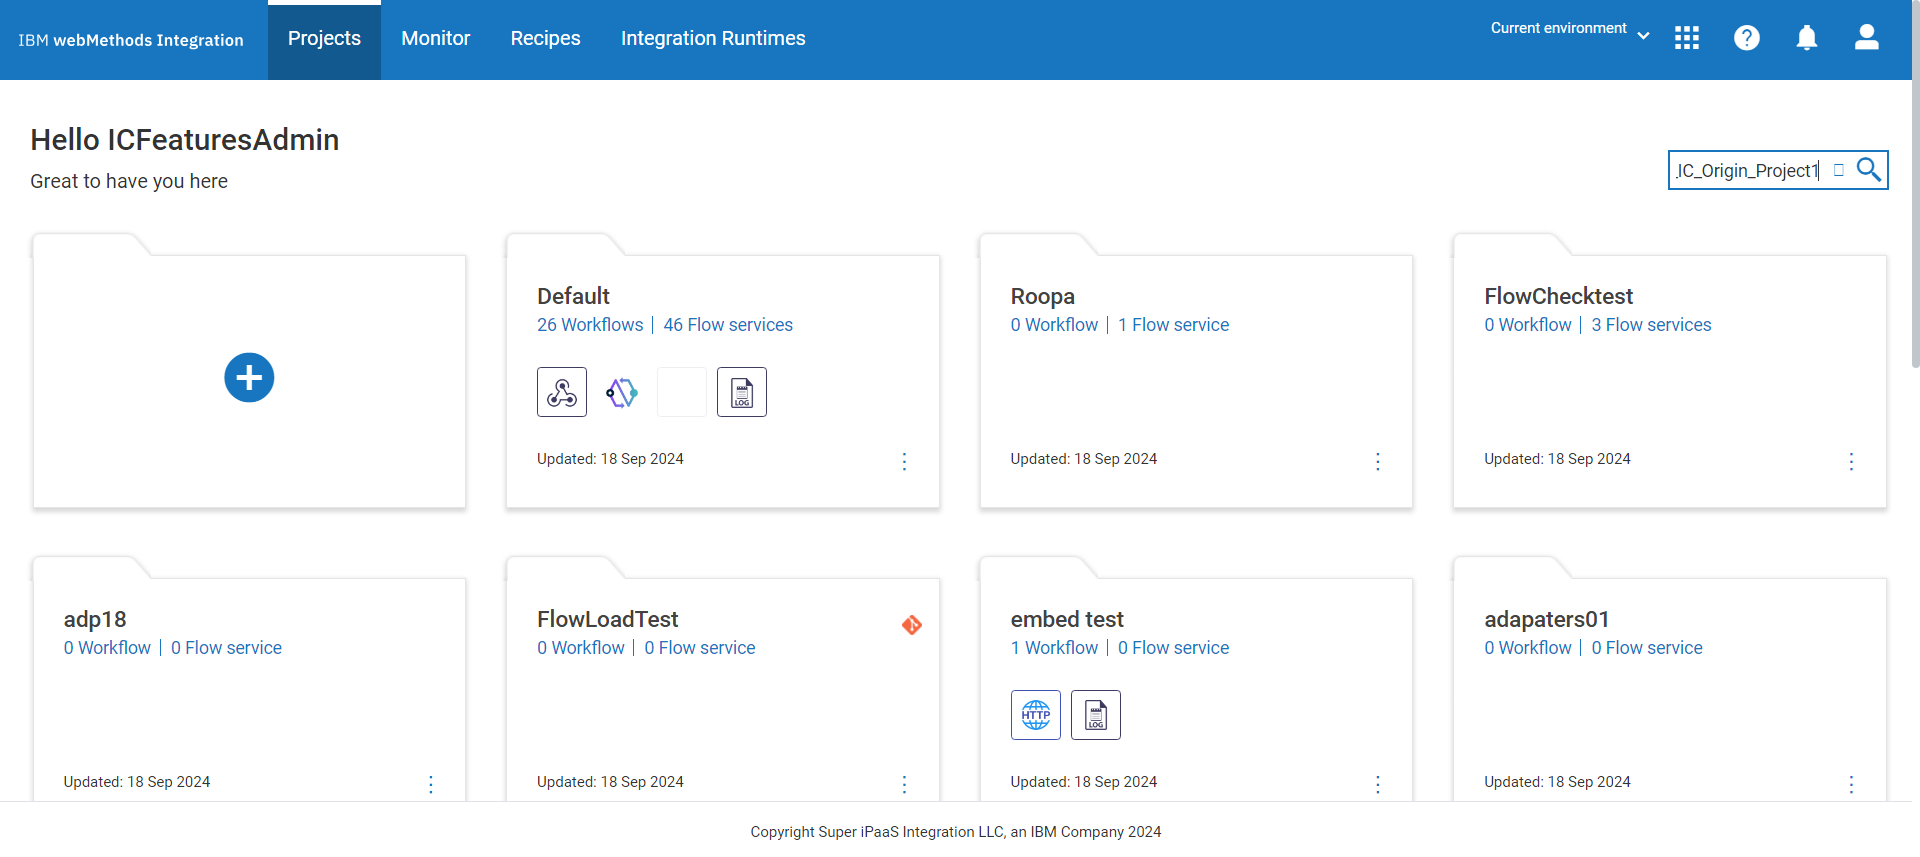 IBM webMethods Integration
Projects
Monitor
Recipes
Integration Runtimes
Current environment
Hello ICFeaturesAdmin
Great to have you here
IC_Origin_Project1
Default
26 Workflows | 46 Flow services
LOG
Updated: 18 Sep 2024
Roopa
0 Workflow | 1 Flow service
Updated: 18 Sep 2024
FlowChecktest
0 Workflow | 3 Flow services
Updated: 18 Sep 2024
adp18
0 Workflow | 0 Flow service
Updated: 18 Sep 2024
FlowLoadTest
0 Workflow | 0 Flow service
Updated: 18 Sep 2024
embed test
1 Workflow | 0 Flow service
HTTP
LOG
Updated: 18 Sep 2024
adapaters01
0 Workflow | 0 Flow service
Updated: 18 Sep 2024
Copyright Super iPaaS Integration LLC, an IBM Company 2024